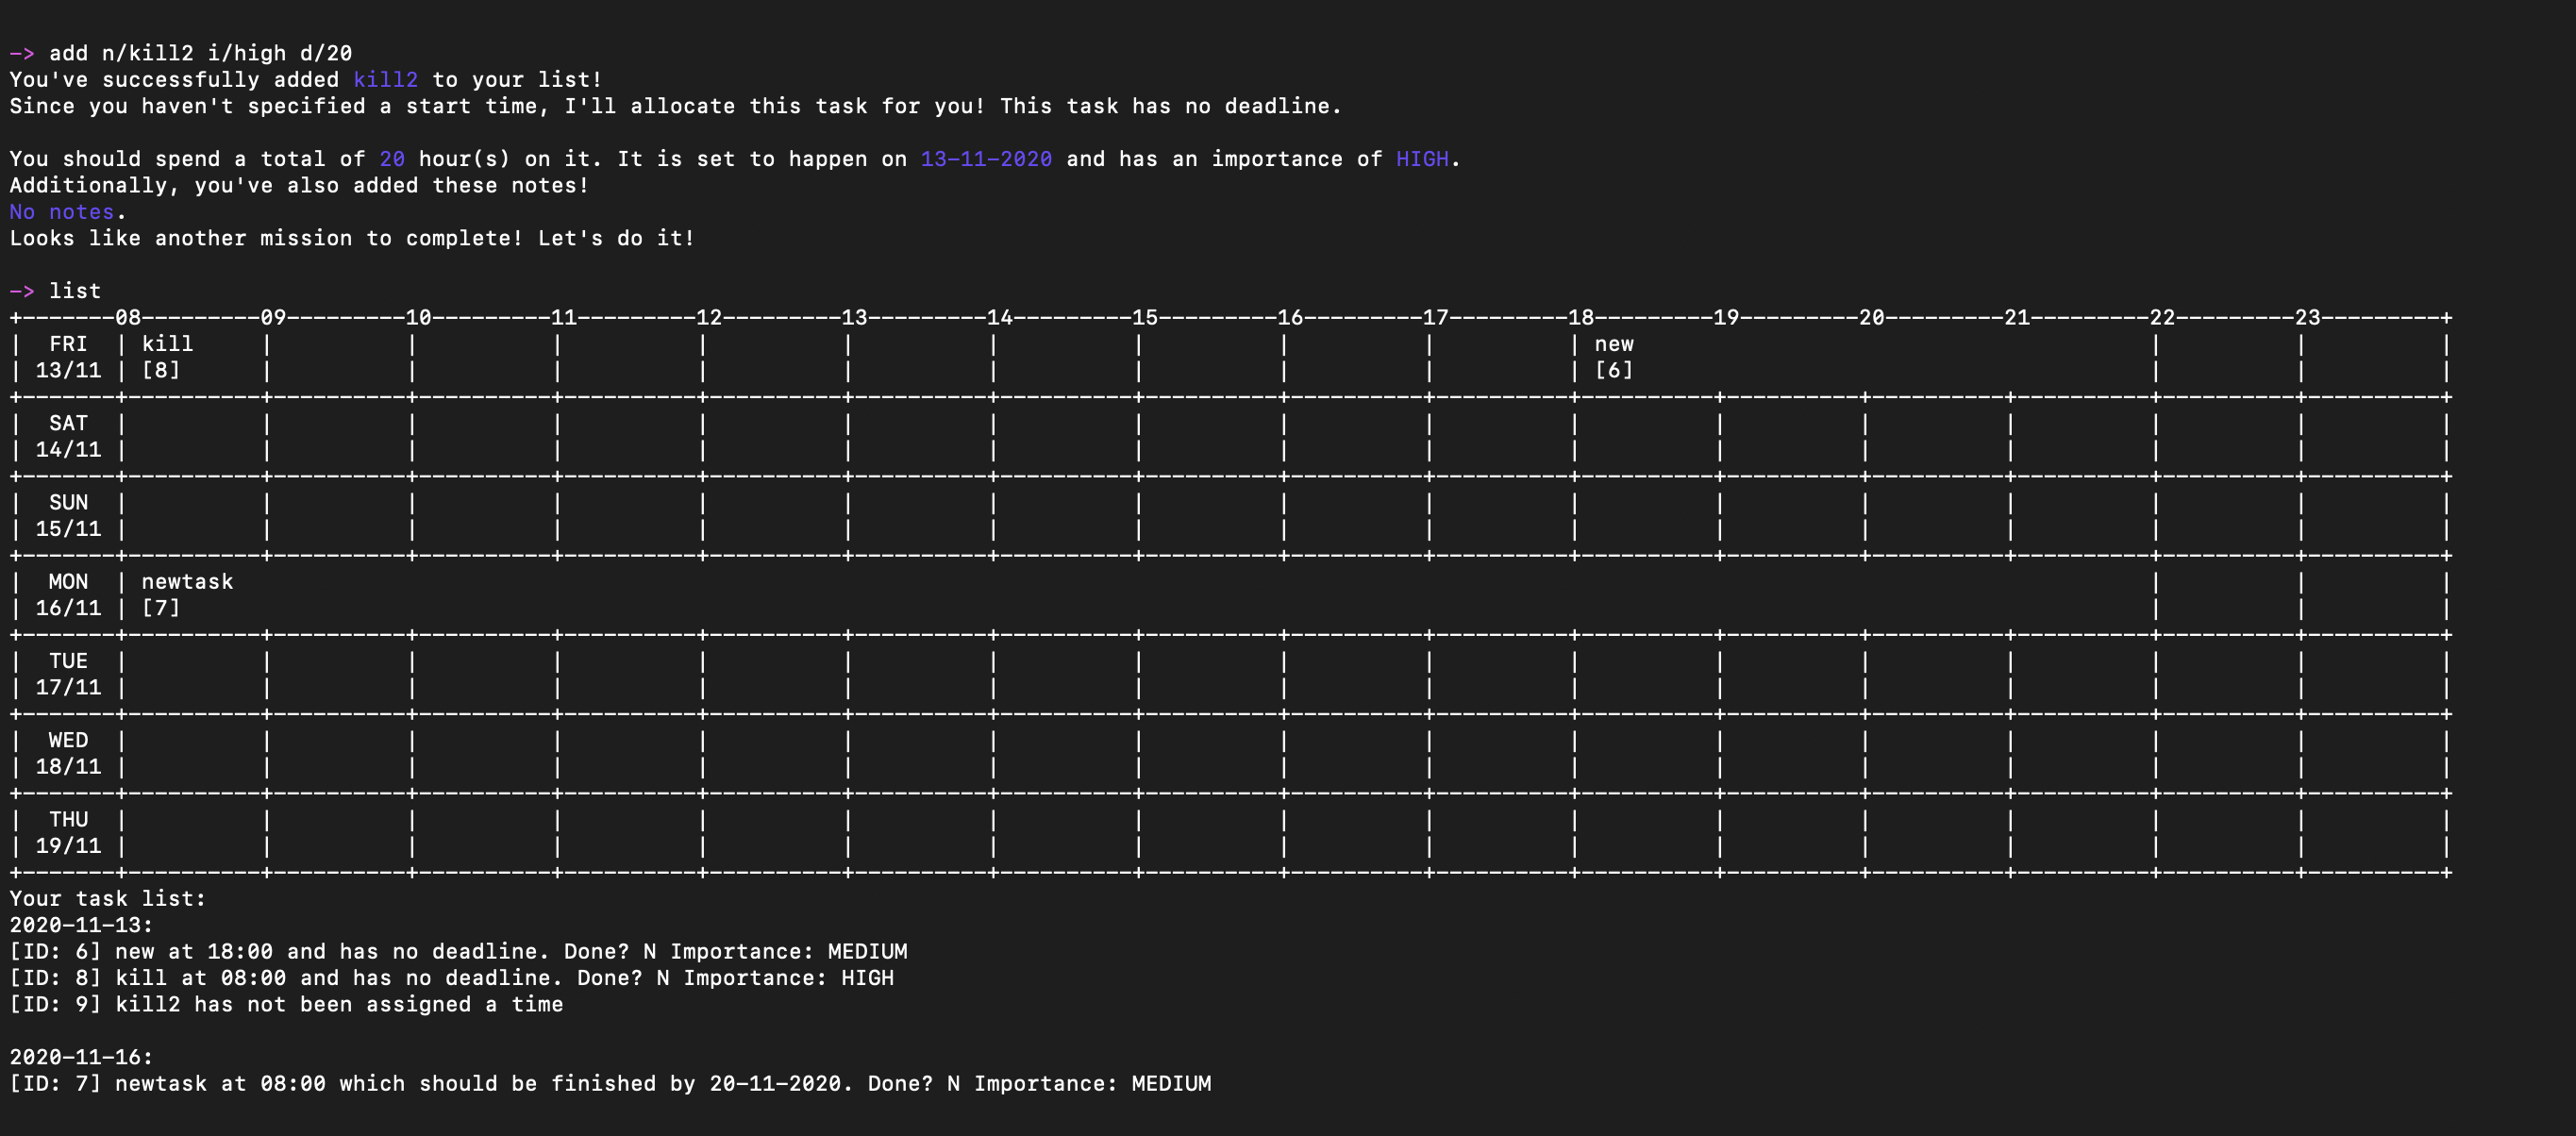 -> add n/kill2 i/high d/20
You've successfully added kill2 to your list!
Since you haven't specified a start time, I'll allocate this task for you! This task has no deadline.
You should spend a total of 20 hour(s) on it. It is set to happen on 13-11-2020 and has an importance of HIGH.
Additionally, you've also added these notes!
No notes.
Looks like another mission to complete! Let's do it!
-> list
08 09 10 11 12 13 14 15 16 17 18 19 20 21 22 23
FRI kill new
13/11 [8] [6]
SAT
14/11
SUN
15/11
MON newtask
16/11 [7]
TUE
17/11
WED
18/11
THU
19/11
Your task list:
2020-11-13:
[ID: 6] new at 18:00 and has no deadline. Done? N Importance: MEDIUM
[ID: 8] kill at 08:00 and has no deadline. Done? N Importance: HIGH
[ID: 9] kill2 has not been assigned a time
2020-11-16:
[ID: 7] newtask at 08:00 which should be finished by 20-11-2020. Done? N Importance: MEDIUM